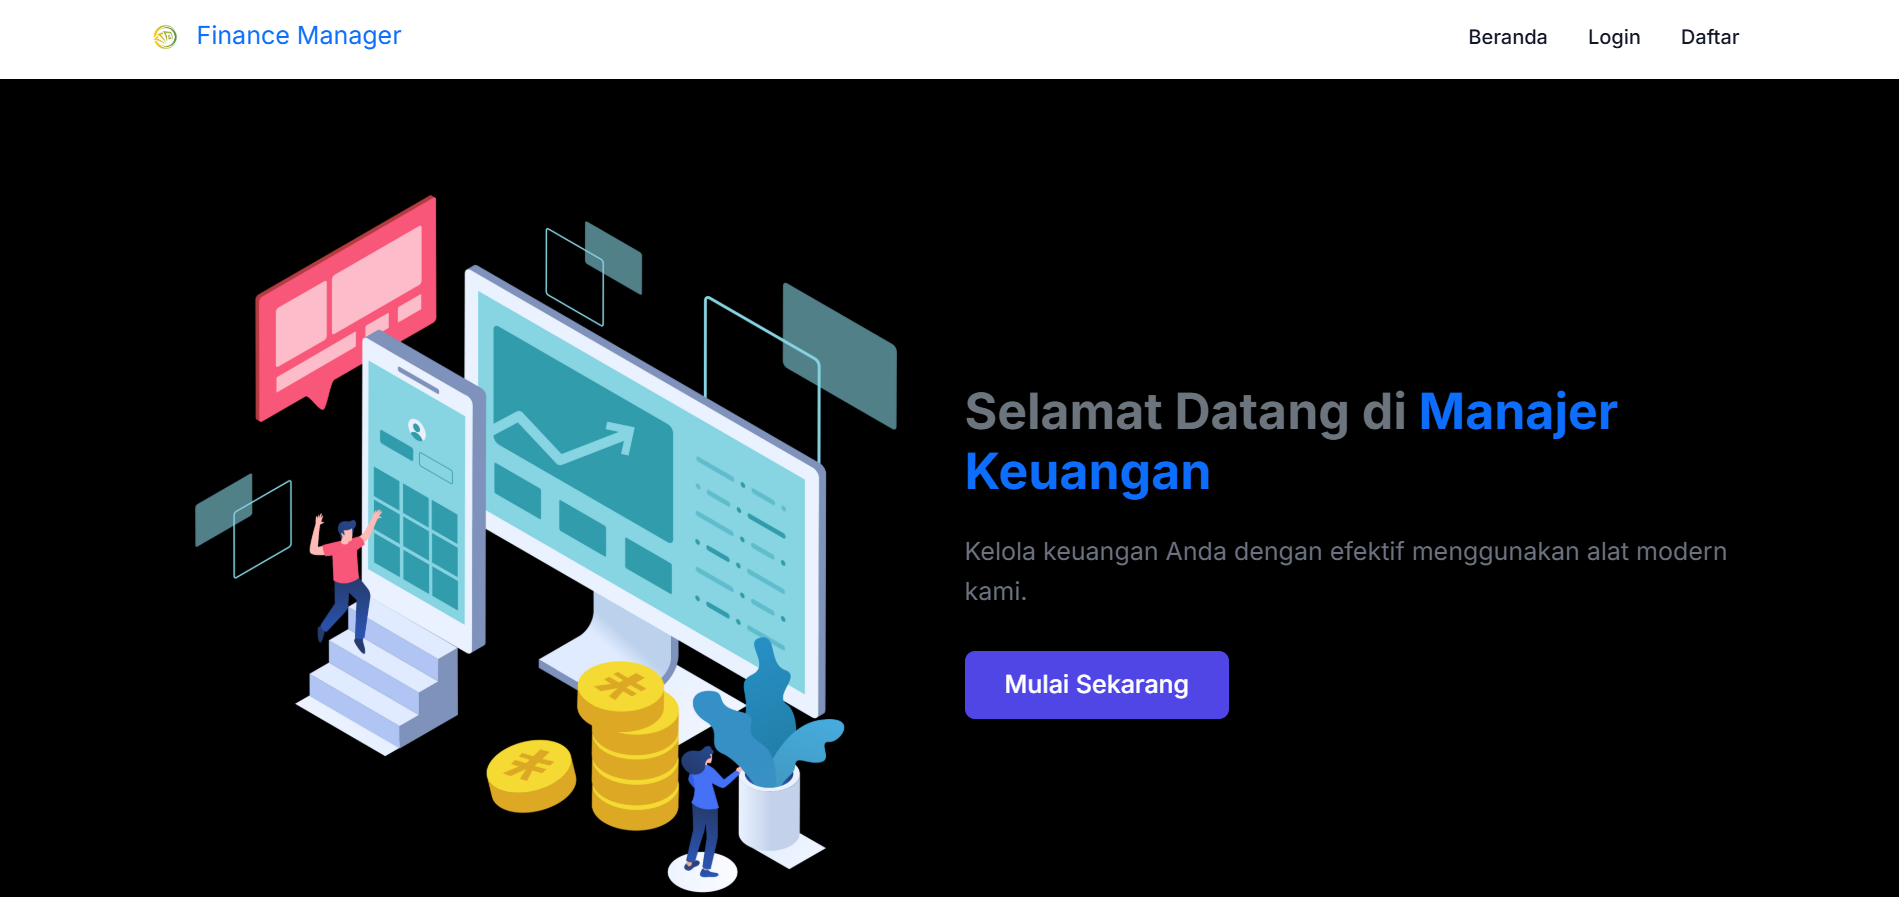 Finance Manager
Beranda
Login
Daftar
Selamat Datang di Manajer
Keuangan
Kelola keuangan Anda dengan efektif menggunakan alat modern
kami.
Mulai Sekarang